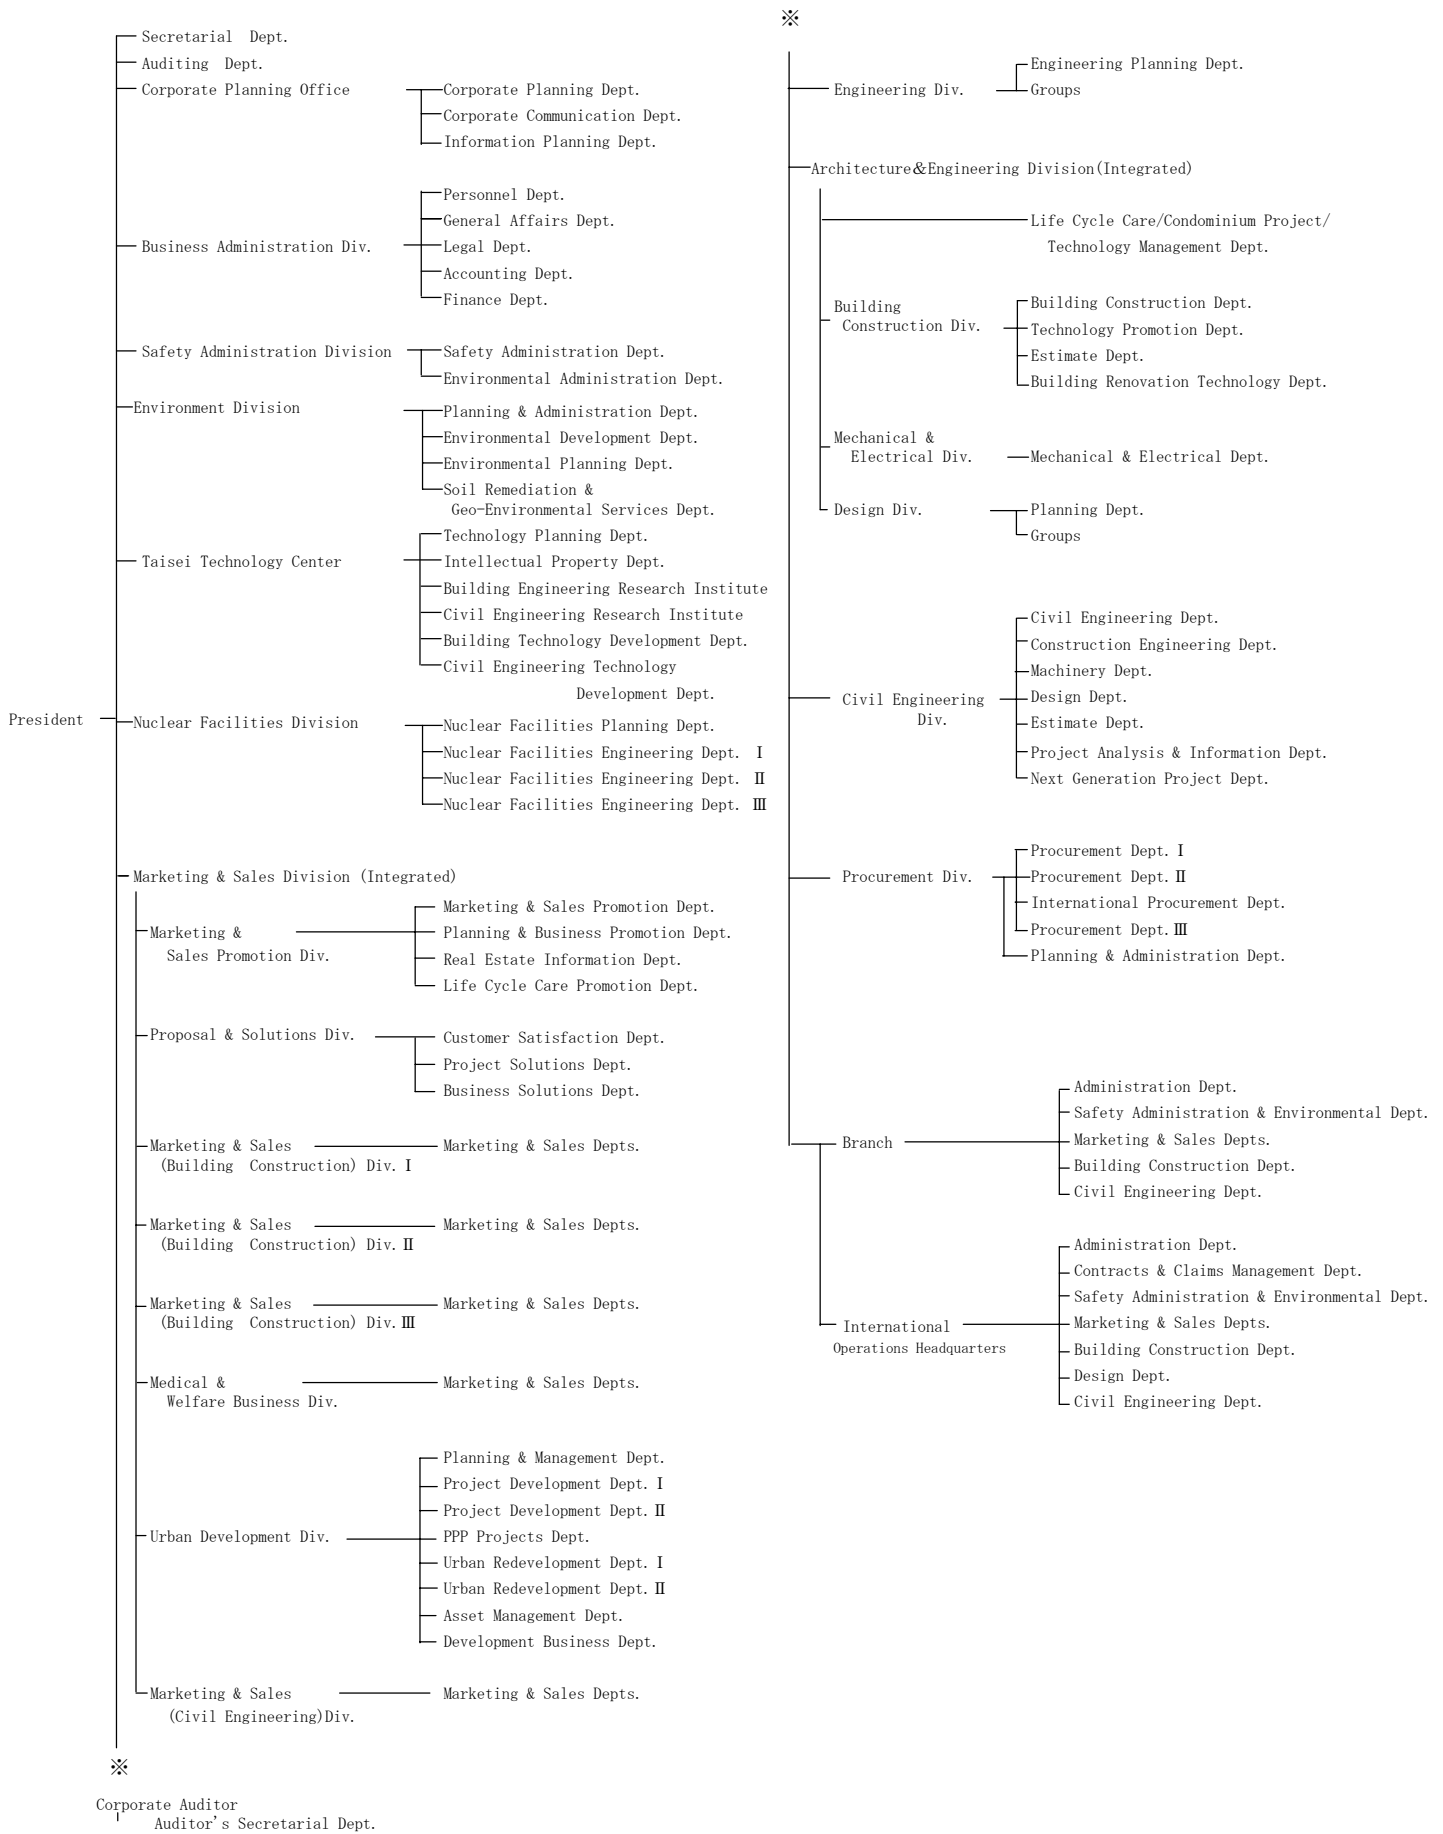 Secretarial Dept.
Auditing Dept.
Corporate Planning Office
Corporate Planning Dept.
Corporate Communication Dept.
Information Planning Dept.
Personnel Dept.
General Affairs Dept.
Business Administration Div.
Legal Dept.
Accounting Dept.
Finance Dept.
Safety Administration Division
Safety Administration Dept.
Environmental Administration Dept.
Environment Division
Planning & Administration Dept.
Environmental Development Dept.
Environmental Planning Dept.
Soil Remediation &
Geo-Environmental Services Dept.
Technology Planning Dept.
Taisei Technology Center
Intellectual Property Dept.
Building Engineering Research Institute
Civil Engineering Research Institute
Building Technology Development Dept.
Civil Engineering Technology
Development Dept.
President
Nuclear Facilities Division
Nuclear Facilities Planning Dept.
Nuclear Facilities Engineering Dept. Ⅰ
Nuclear Facilities Engineering Dept. Ⅱ
Nuclear Facilities Engineering Dept. Ⅲ
Marketing & Sales Division (Integrated)
Marketing &
Sales Promotion Div.
Marketing & Sales Promotion Dept.
Planning & Business Promotion Dept.
Real Estate Information Dept.
Life Cycle Care Promotion Dept.
Proposal & Solutions Div.
Customer Satisfaction Dept.
Project Solutions Dept.
Business Solutions Dept.
Marketing & Sales
(Building Construction) Div. Ⅰ
Marketing & Sales Depts.
Marketing & Sales
(Building Construction) Div. Ⅱ
Marketing & Sales Depts.
Marketing & Sales
(Building Construction) Div. Ⅲ
Marketing & Sales Depts.
Medical &
Welfare Business Div.
Marketing & Sales Depts.
Planning & Management Dept.
Project Development Dept. Ⅰ
Project Development Dept. Ⅱ
Urban Development Div.
PPP Projects Dept.
Urban Redevelopment Dept. Ⅰ
Urban Redevelopment Dept. Ⅱ
Asset Management Dept.
Development Business Dept.
Marketing & Sales
(Civil Engineering)Div.
Marketing & Sales Depts.
※
Corporate Auditor
Auditor's Secretarial Dept.
※
Engineering Div.
Engineering Planning Dept.
Groups
Architecture＆Engineering Division(Integrated)
Life Cycle Care/Condominium Project/
Technology Management Dept.
Building
Construction Div.
Building Construction Dept.
Technology Promotion Dept.
Estimate Dept.
Building Renovation Technology Dept.
Mechanical &
Electrical Div.
Mechanical & Electrical Dept.
Design Div.
Planning Dept.
Groups
Civil Engineering
Div.
Civil Engineering Dept.
Construction Engineering Dept.
Machinery Dept.
Design Dept.
Estimate Dept.
Project Analysis & Information Dept.
Next Generation Project Dept.
Procurement Div.
Procurement Dept. Ⅰ
Procurement Dept. Ⅱ
International Procurement Dept.
Procurement Dept. Ⅲ
Planning & Administration Dept.
Branch
Administration Dept.
Safety Administration & Environmental Dept.
Marketing & Sales Depts.
Building Construction Dept.
Civil Engineering Dept.
International
Operations Headquarters
Administration Dept.
Contracts & Claims Management Dept.
Safety Administration & Environmental Dept.
Marketing & Sales Depts.
Building Construction Dept.
Design Dept.
Civil Engineering Dept.